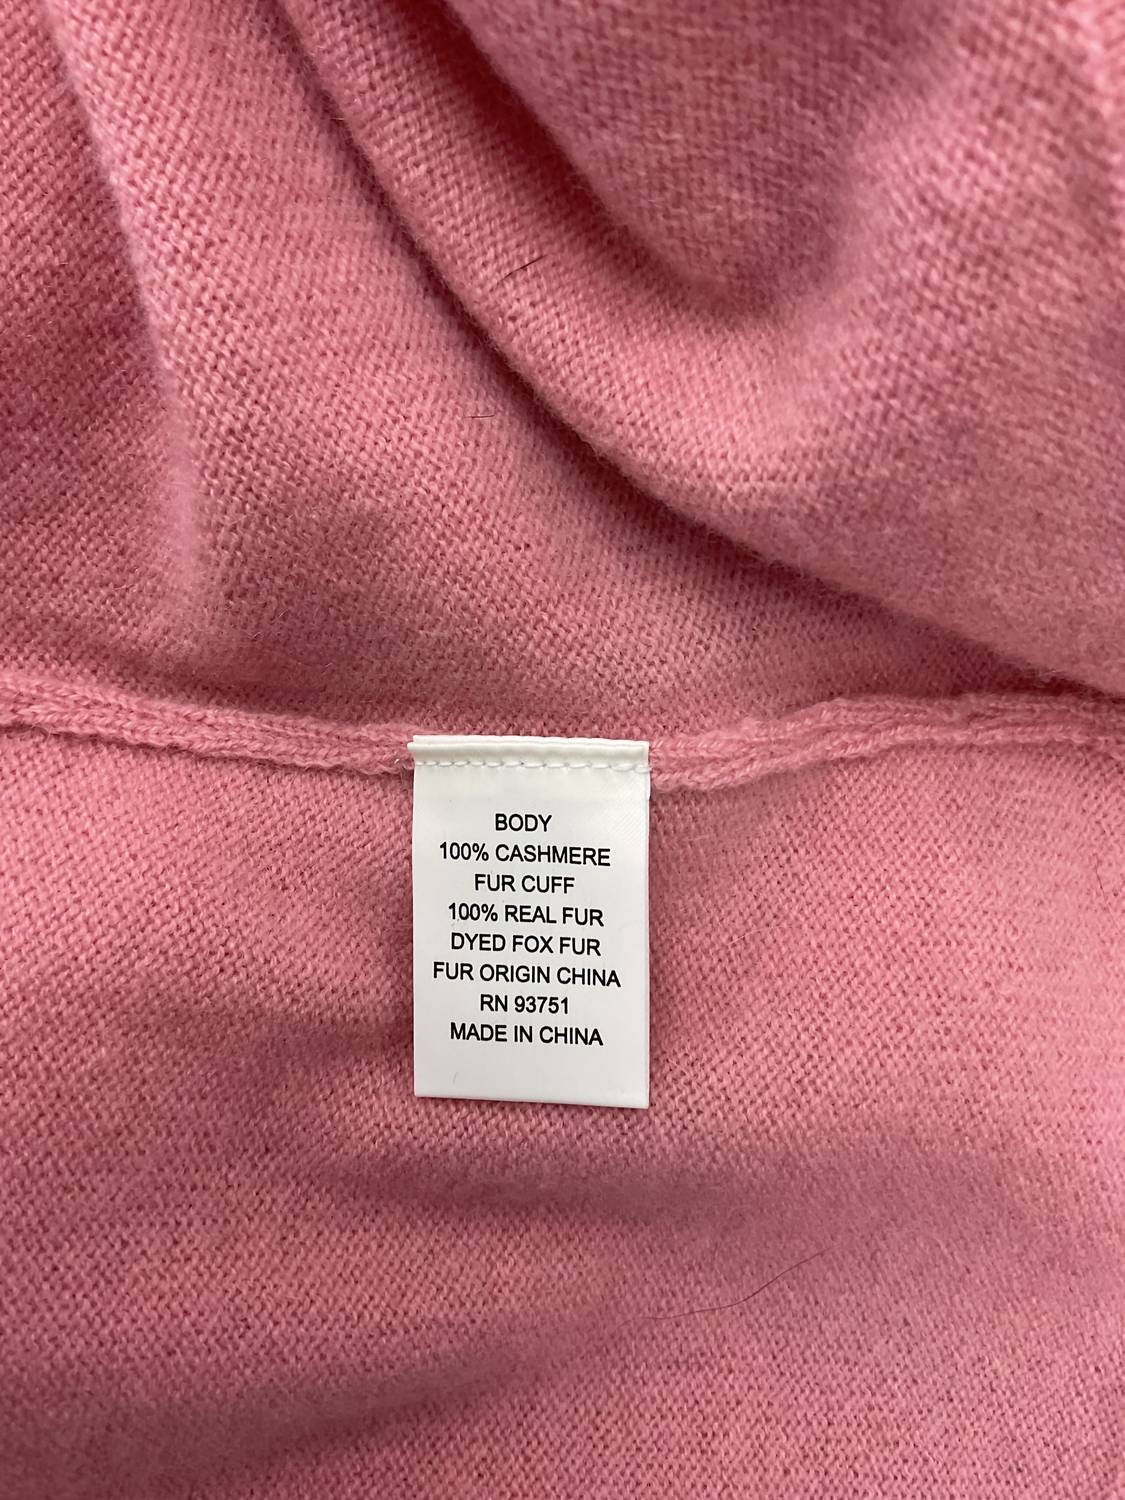 BODY
100% CASHMERE
FUR CUFF
100% REAL FUR
DYED FOX FUR
FUR ORIGIN CHINA
RN 93751
MADE IN CHINA